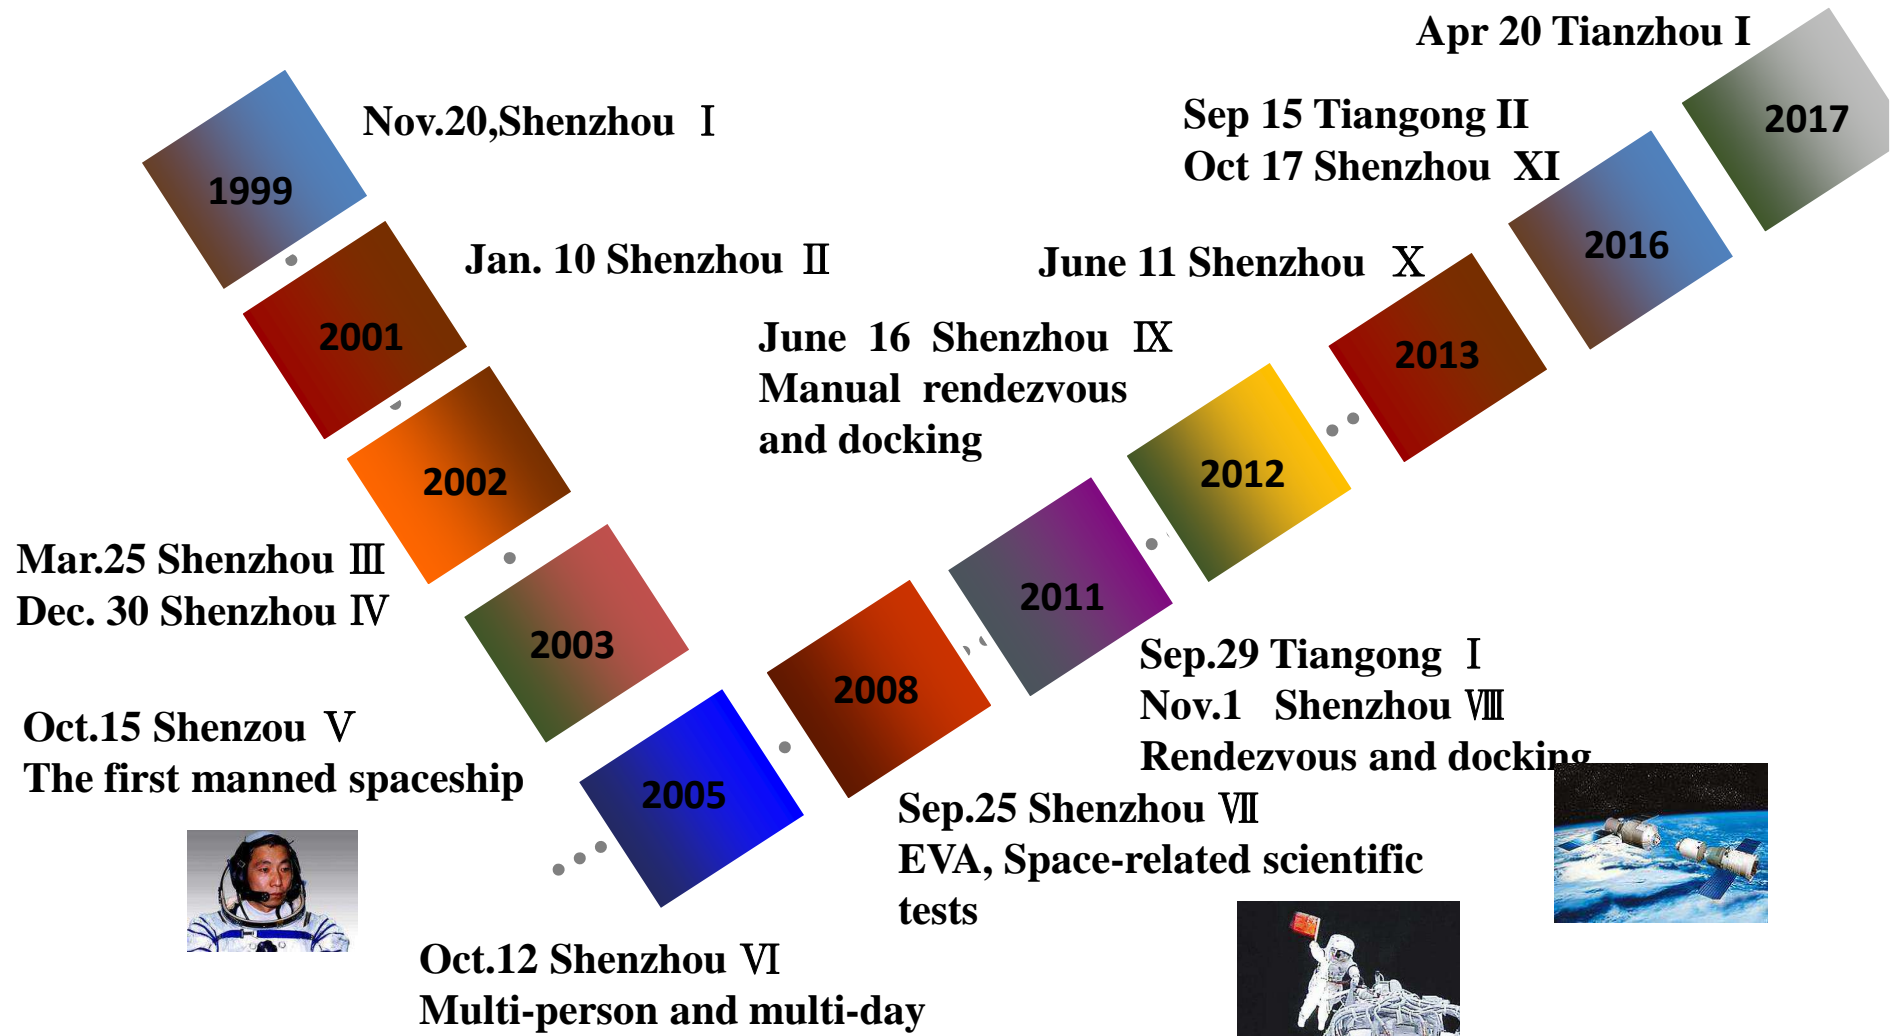 1999
Nov.20,Shenzhou Ⅰ
2001
Jan. 10 Shenzhou Ⅱ
2002
Mar.25 Shenzhou Ⅲ
Dec. 30 Shenzhou Ⅳ
2003
Oct.15 Shenzou Ⅴ
The first manned spaceship
2005
Oct.12 Shenzhou Ⅵ
Multi-person and multi-day
2008
Sep.25 Shenzhou Ⅶ
EVA, Space-related scientific
tests
2011
Sep.29 Tiangong Ⅰ
Nov.1 Shenzhou Ⅷ
Rendezvous and docking
2012
June 16 Shenzhou Ⅸ
Manual rendezvous
and docking
2013
June 11 Shenzhou Ⅹ
2016
Sep 15 Tiangong II
Oct 17 Shenzhou XI
2017
Apr 20 Tianzhou I